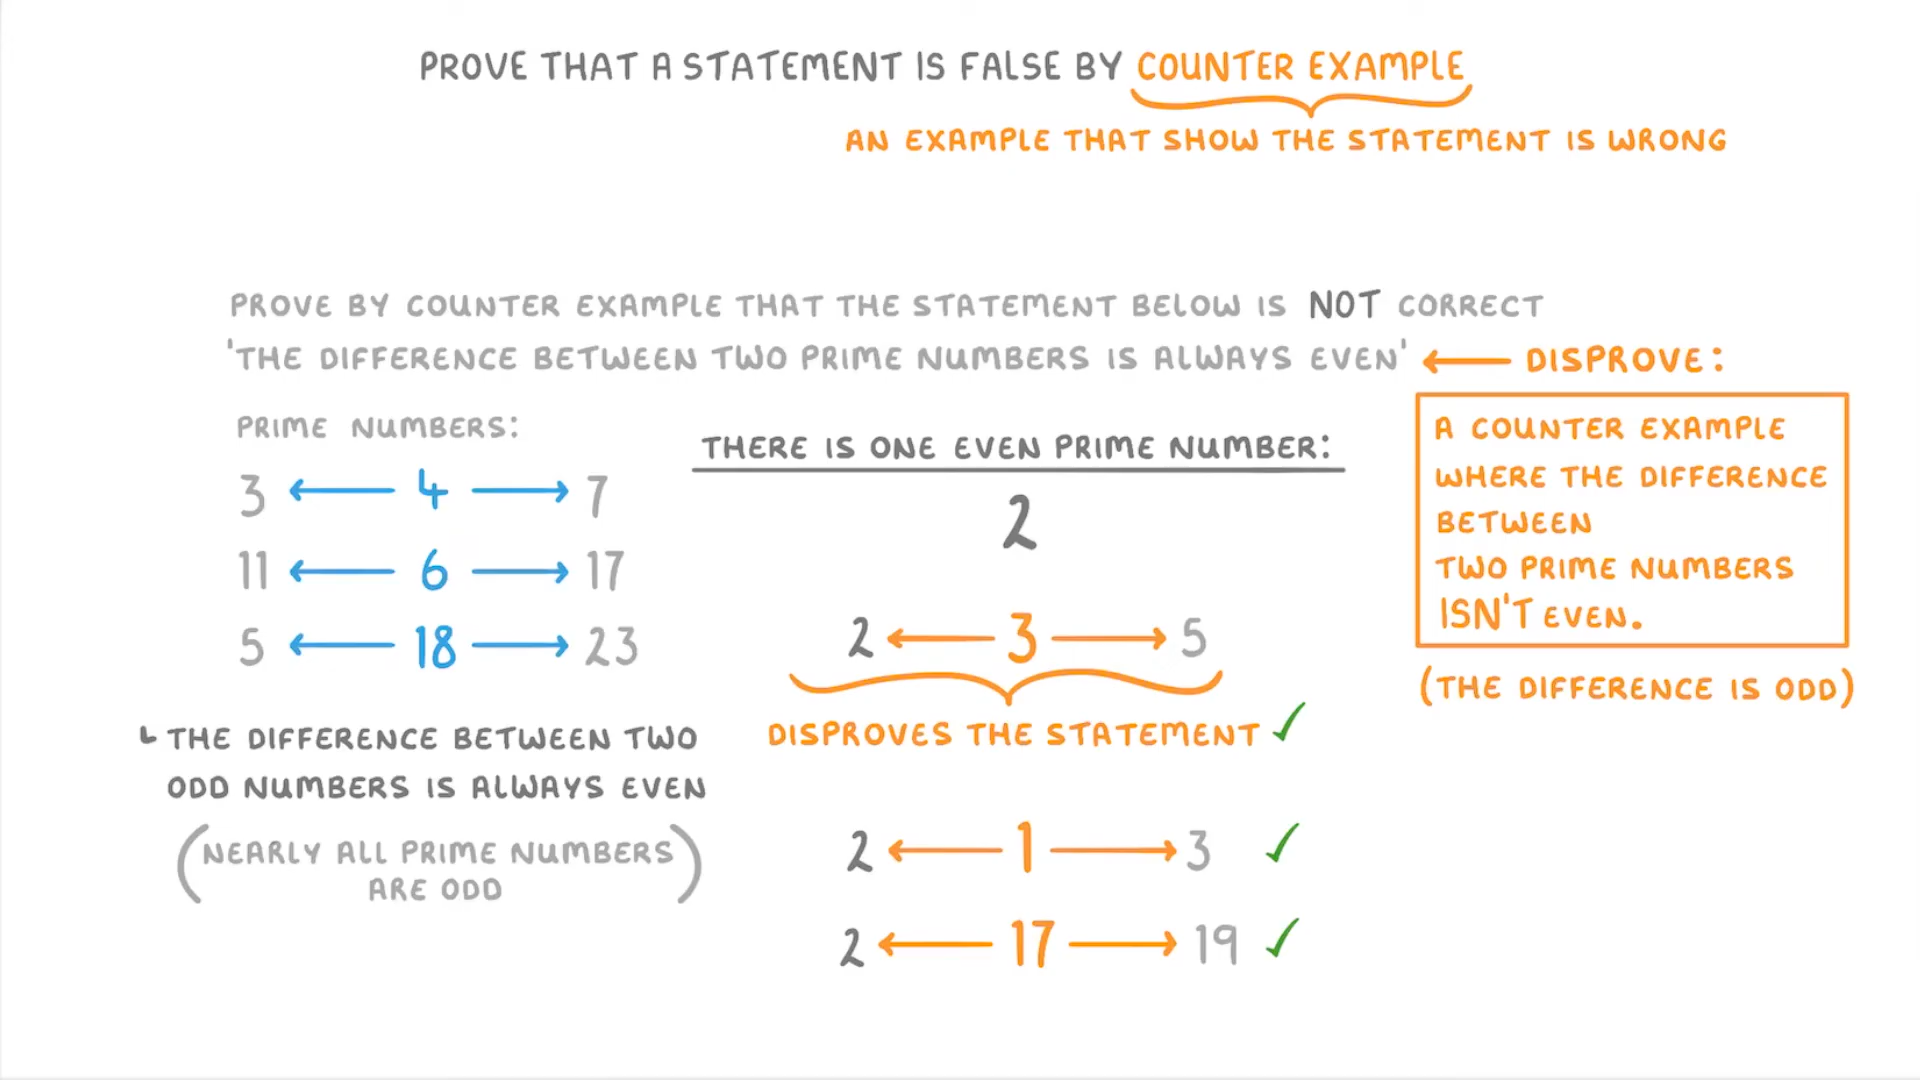 PROVE THAT A STATEMENT IS FALSE BY COUNTER EXAMPLE
AN EXAMPLE THAT SHOW THE STATEMENT IS WRONG
PROVE BY COUNTER EXAMPLE THAT THE STATEMENT BELOW IS NOT CORRECT
'THE DIFFERENCE BETWEEN TWO PRIME NUMBERS IS ALWAYS EVEN' ← DISPROVE:
PRIME NUMBERS:
3 ← 4 → 7
11 ← 6 → 17
5 ← 18 → 23
THE DIFFERENCE BETWEEN TWO
ODD NUMBERS IS ALWAYS EVEN
(NEARLY ALL PRIME NUMBERS
ARE ODD)
THERE IS ONE EVEN PRIME NUMBER:
2
2 ← 3 → 5
DISPROVES THE STATEMENT ✓
2 ← 1 → 3 ✓
2 ← 17 → 19 ✓
A COUNTER EXAMPLE
WHERE THE DIFFERENCE
BETWEEN
TWO PRIME NUMBERS
ISN'T EVEN.
(THE DIFFERENCE IS ODD)